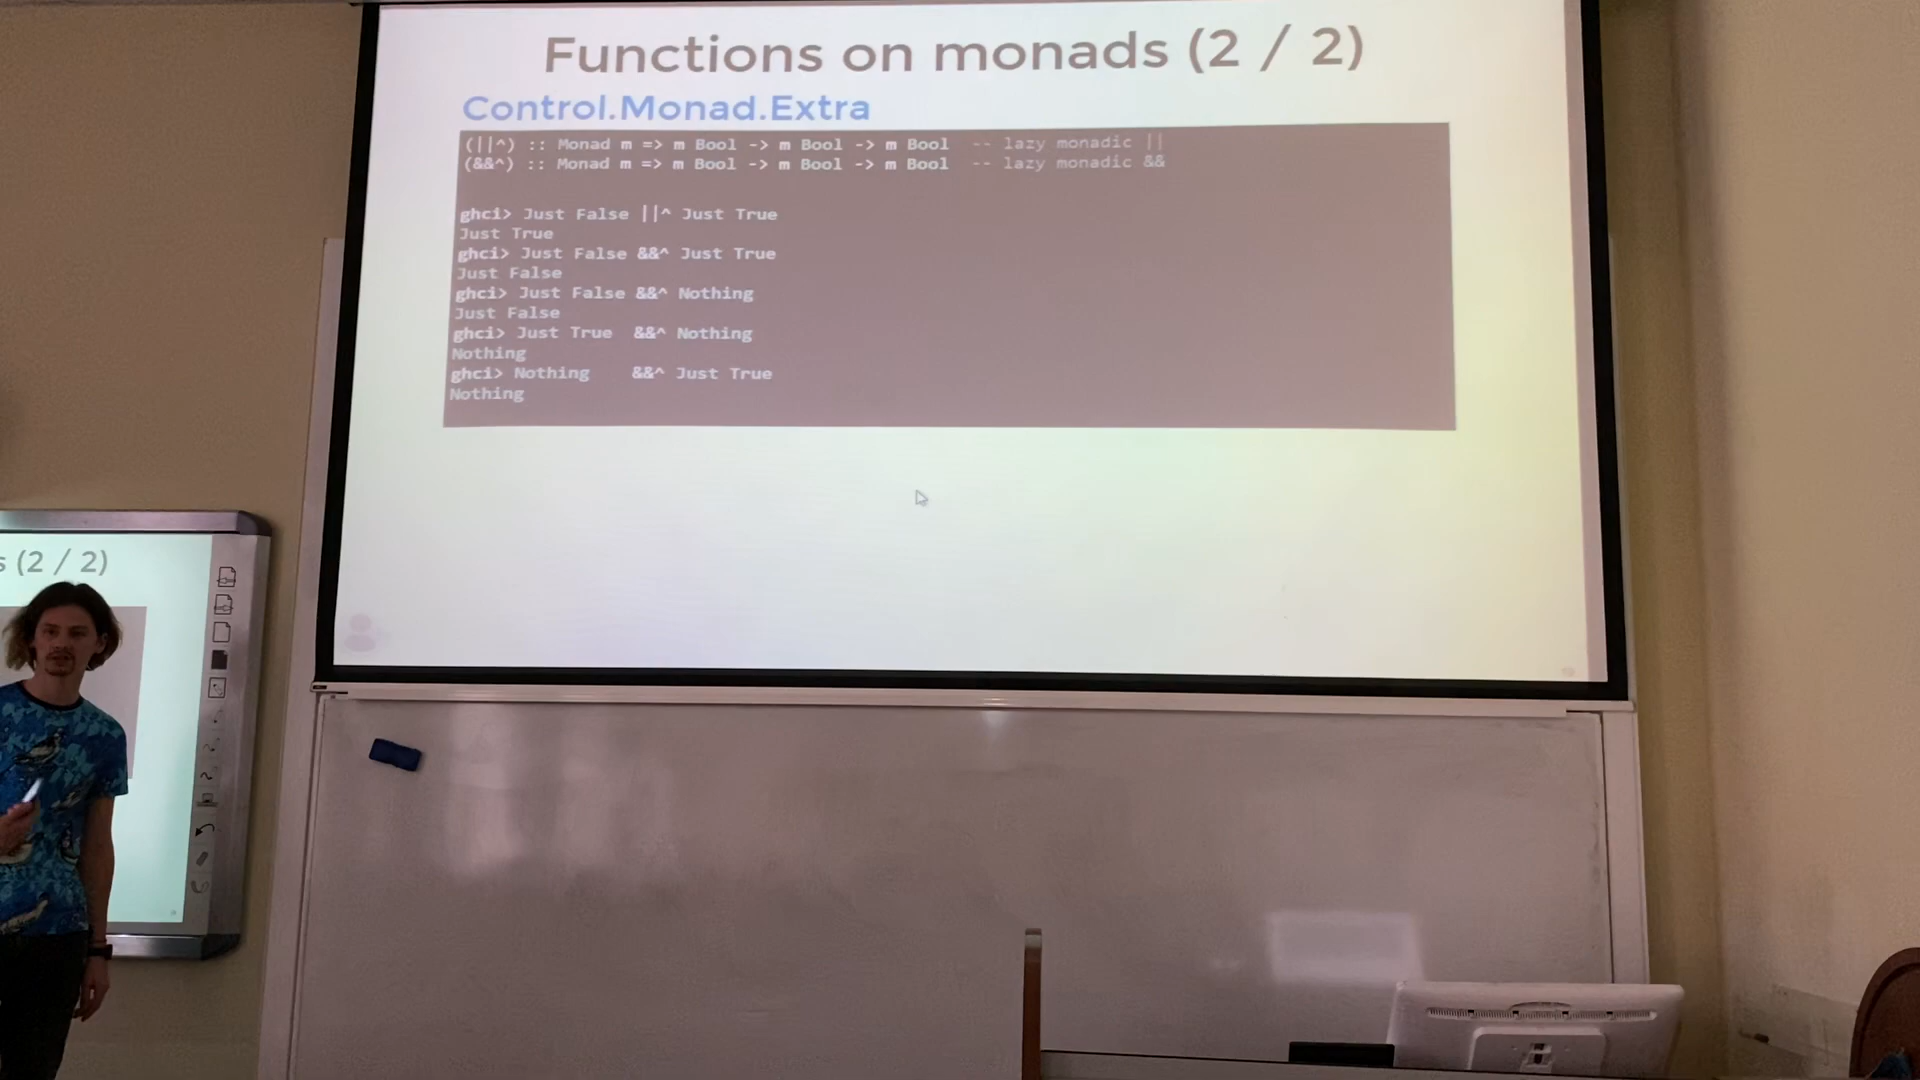 Functions on monads (2 / 2)
Control.Monad.Extra
(||^) :: Monad m => m Bool -> m Bool -> m Bool  -- lazy monadic ||
(&&^) :: Monad m => m Bool -> m Bool -> m Bool  -- lazy monadic &&
ghci> Just False ||^ Just True
Just True
ghci> Just False &&^ Just True
Just False
ghci> Just False &&^ Nothing
Just False
ghci> Just True  &&^ Nothing
Nothing
ghci> Nothing    &&^ Just True
Nothing
s (2 / 2)